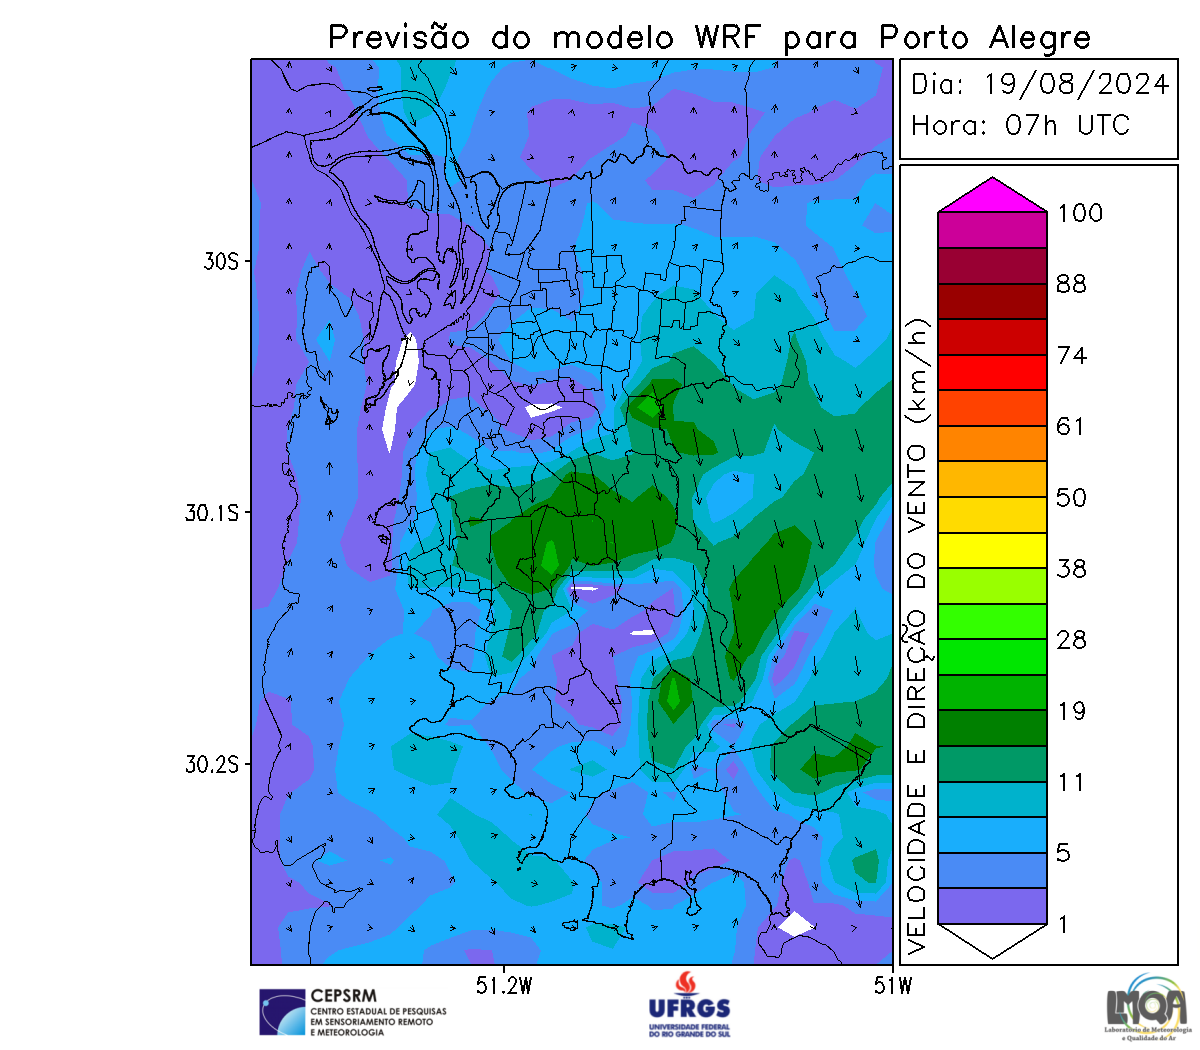 Previsão do modelo WRF para Porto Alegre
Dia: 19/08/2024
Hora: 07h UTC
100
88
74
61
50
38
28
19
11
5
1
VELOCIDADE E DIREÇÃO DO VENTO (km/h)
30S
30.1S
30.2S
51.2W
51W
CEPSRM
CENTRO ESTADUAL DE PESQUISAS
EM SENSORIAMENTO REMOTO
E METEOROLOGIA
UFRGS
UNIVERSIDADE FEDERAL
DO RIO GRANDE DO SUL
LMQA
Laboratório de Meteorologia
e Qualidade do Ar